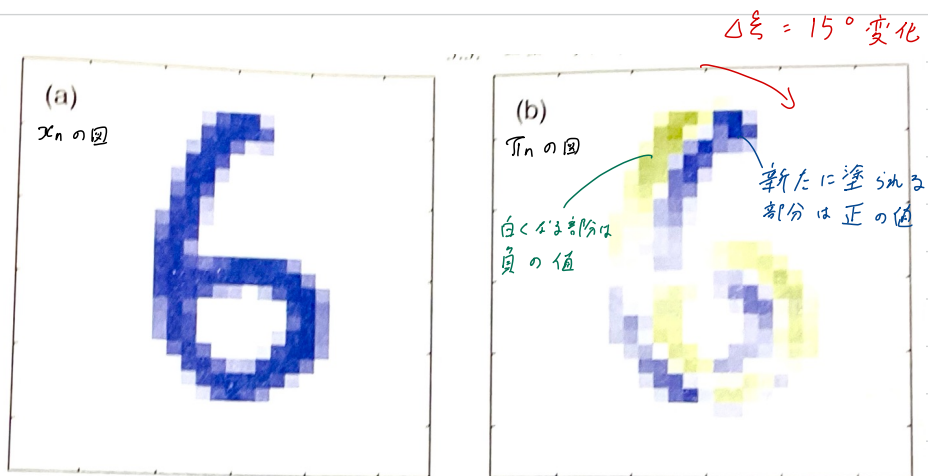 Δξ = 15° 変化
(a)
xₙ の図
(b)
πₙ の図
白くなる部分は
負の値
新たに塗られる
部分は正の値